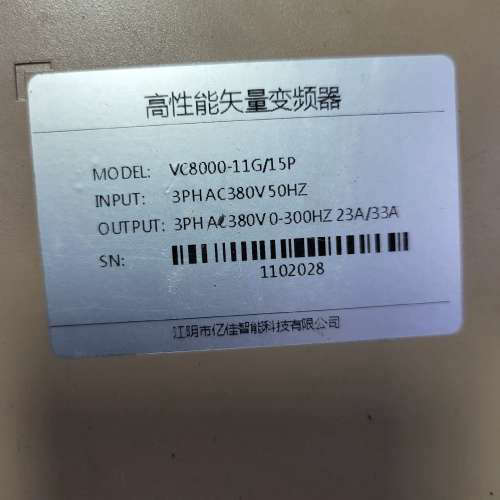 高性能矢量变频器
MODEL: VC8000-11G/15P
INPUT: 3PH AC380V 50HZ
OUTPUT: 3PH AC380V 0-300HZ 23A/33A
SN:
1102028
江阴市亿佳智能科技有限公司